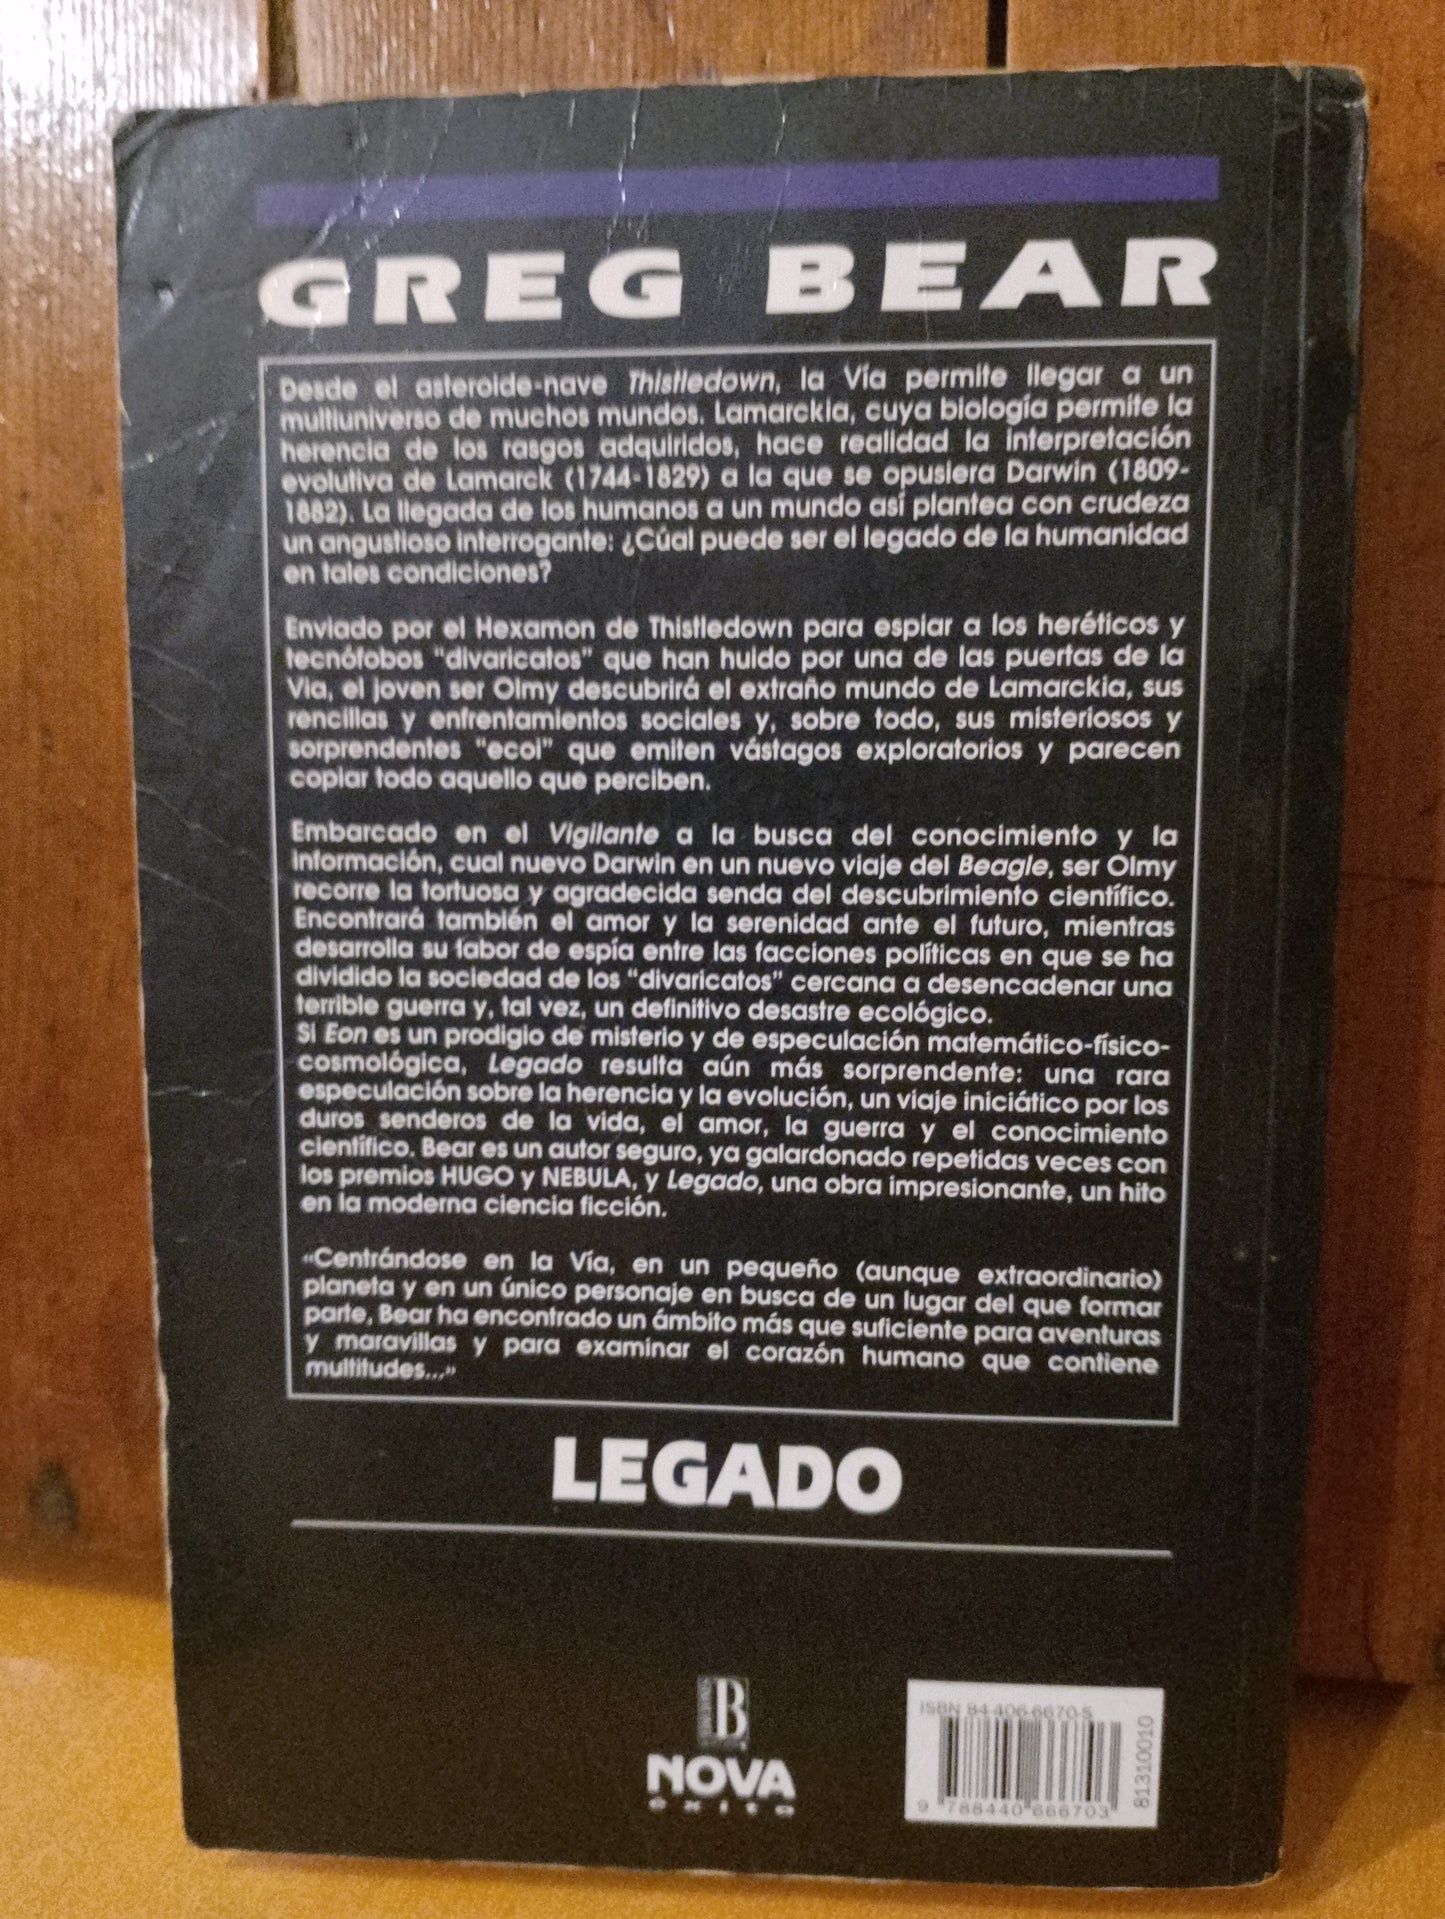 GREG BEAR
Desde el asteroide-nave Thistledown, la Vía permite llegar a un
multiuniverso de muchos mundos. Lamarckia, cuya biología permite la
herencia de los rasgos adquiridos, hace realidad la interpretación
evolutiva de Lamarck (1744-1829) a la que se opusiera Darwin (1809-
1882). La llegada de los humanos a un mundo así plantea con crudeza
un angustioso interrogante: ¿Cúal puede ser el legado de la humanidad
en tales condiciones?
Enviado por el Hexamon de Thistledown para espiar a los heréticos y
tecnófobos "divaricatos" que han huido por una de las puertas de la
Vía, el joven ser Olmy descubrirá el extraño mundo de Lamarckia, sus
rencillas y enfrentamientos sociales y, sobre todo, sus misteriosos y
sorprendentes "ecoi" que emiten vástagos exploratorios y parecen
copiar todo aquello que perciben.
Embarcado en el Vigilante a la busca del conocimiento y la
información, cual nuevo Darwin en un nuevo viaje del Beagle, ser Olmy
recorre la tortuosa y agradecida senda del descubrimiento científico.
Encontrará también el amor y la serenidad ante el futuro, mientras
desarrolla su labor de espía entre las facciones políticas en que se ha
dividido la sociedad de los "divaricatos" cercana a desencadenar una
terrible guerra y, tal vez, un definitivo desastre ecológico.
Si Eon es un prodigio de misterio y de especulación matemático-físico-
cosmológica, Legado resulta aún más sorprendente: una rara
especulación sobre la herencia y la evolución, un viaje iniciático por los
duros senderos de la vida, el amor, la guerra y el conocimiento
científico. Bear es un autor seguro, ya galardonado repetidas veces con
los premios HUGO y NEBULA, y Legado, una obra impresionante, un hito
en la moderna ciencia ficción.
«Centrándose en la Vía, en un pequeño (aunque extraordinario)
planeta y en un único personaje en busca de un lugar del que formar
parte, Bear ha encontrado un ámbito más que suficiente para aventuras
y maravillas y para examinar el corazón humano que contiene
multitudes...»
LEGADO
B
NOVA
éxito
ISBN 84-406-6670-5
9 788440 666703
81310010